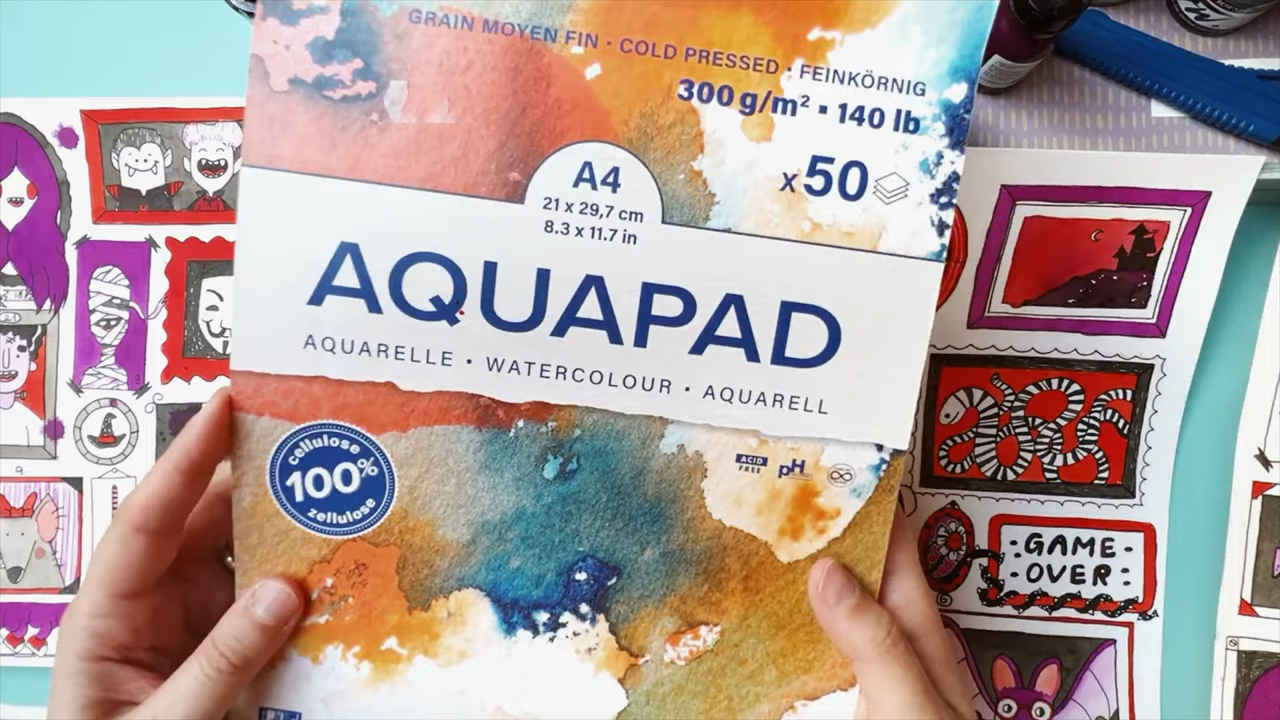 GRAIN MOYEN FIN · COLD PRESSED · FEINKÖRNIG
300 g/m² ▪ 140 lb
x50
A4
21 x 29,7 cm
8.3 x 11.7 in
AQUAPAD
AQUARELLE · WATERCOLOUR · AQUARELL
cellulose
100%
zellulose
ACID
FREE
pH
-GAME-
-OVER-